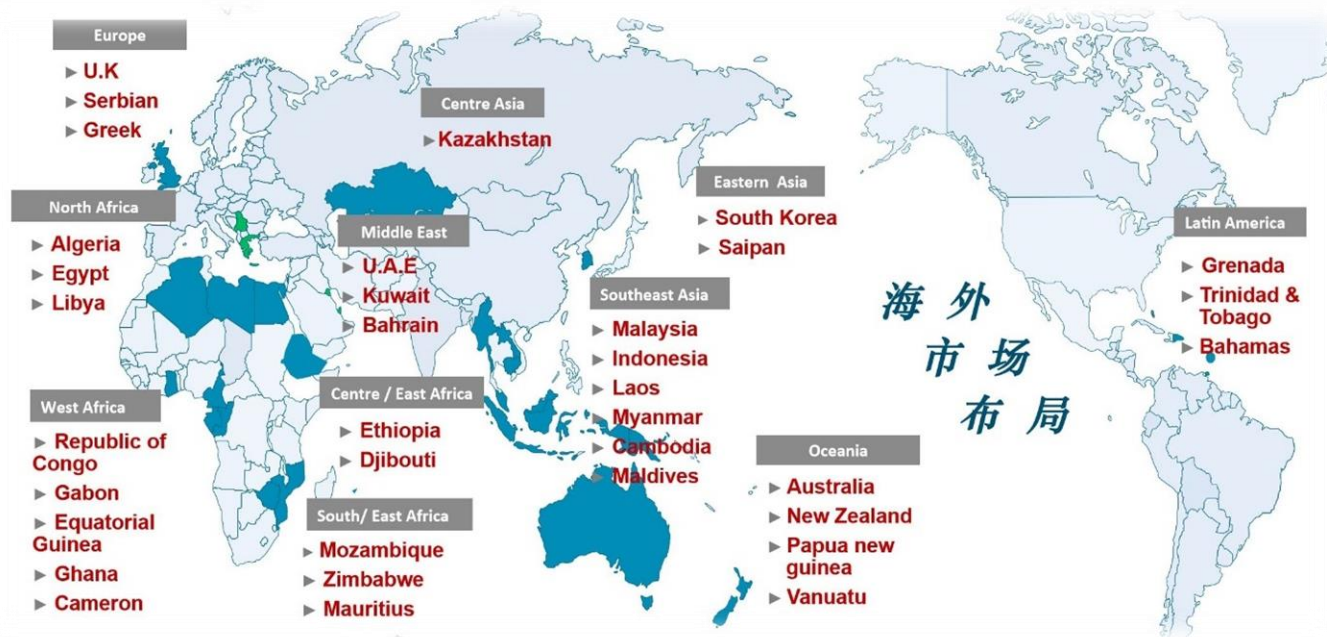 Europe
U.K
Serbian
Greek
Centre Asia
Kazakhstan
Eastern Asia
South Korea
Saipan
North Africa
Algeria
Egypt
Libya
Middle East
U.A.E
Kuwait
Bahrain
Latin America
Grenada
Trinidad &
Tobago
Bahamas
Southeast Asia
Malaysia
Indonesia
Laos
Myanmar
Cambodia
Maldives
海外
市场
布局
West Africa
Republic of
Congo
Gabon
Equatorial
Guinea
Ghana
Cameron
Centre / East Africa
Ethiopia
Djibouti
South/ East Africa
Mozambique
Zimbabwe
Mauritius
Oceania
Australia
New Zealand
Papua new
guinea
Vanuatu